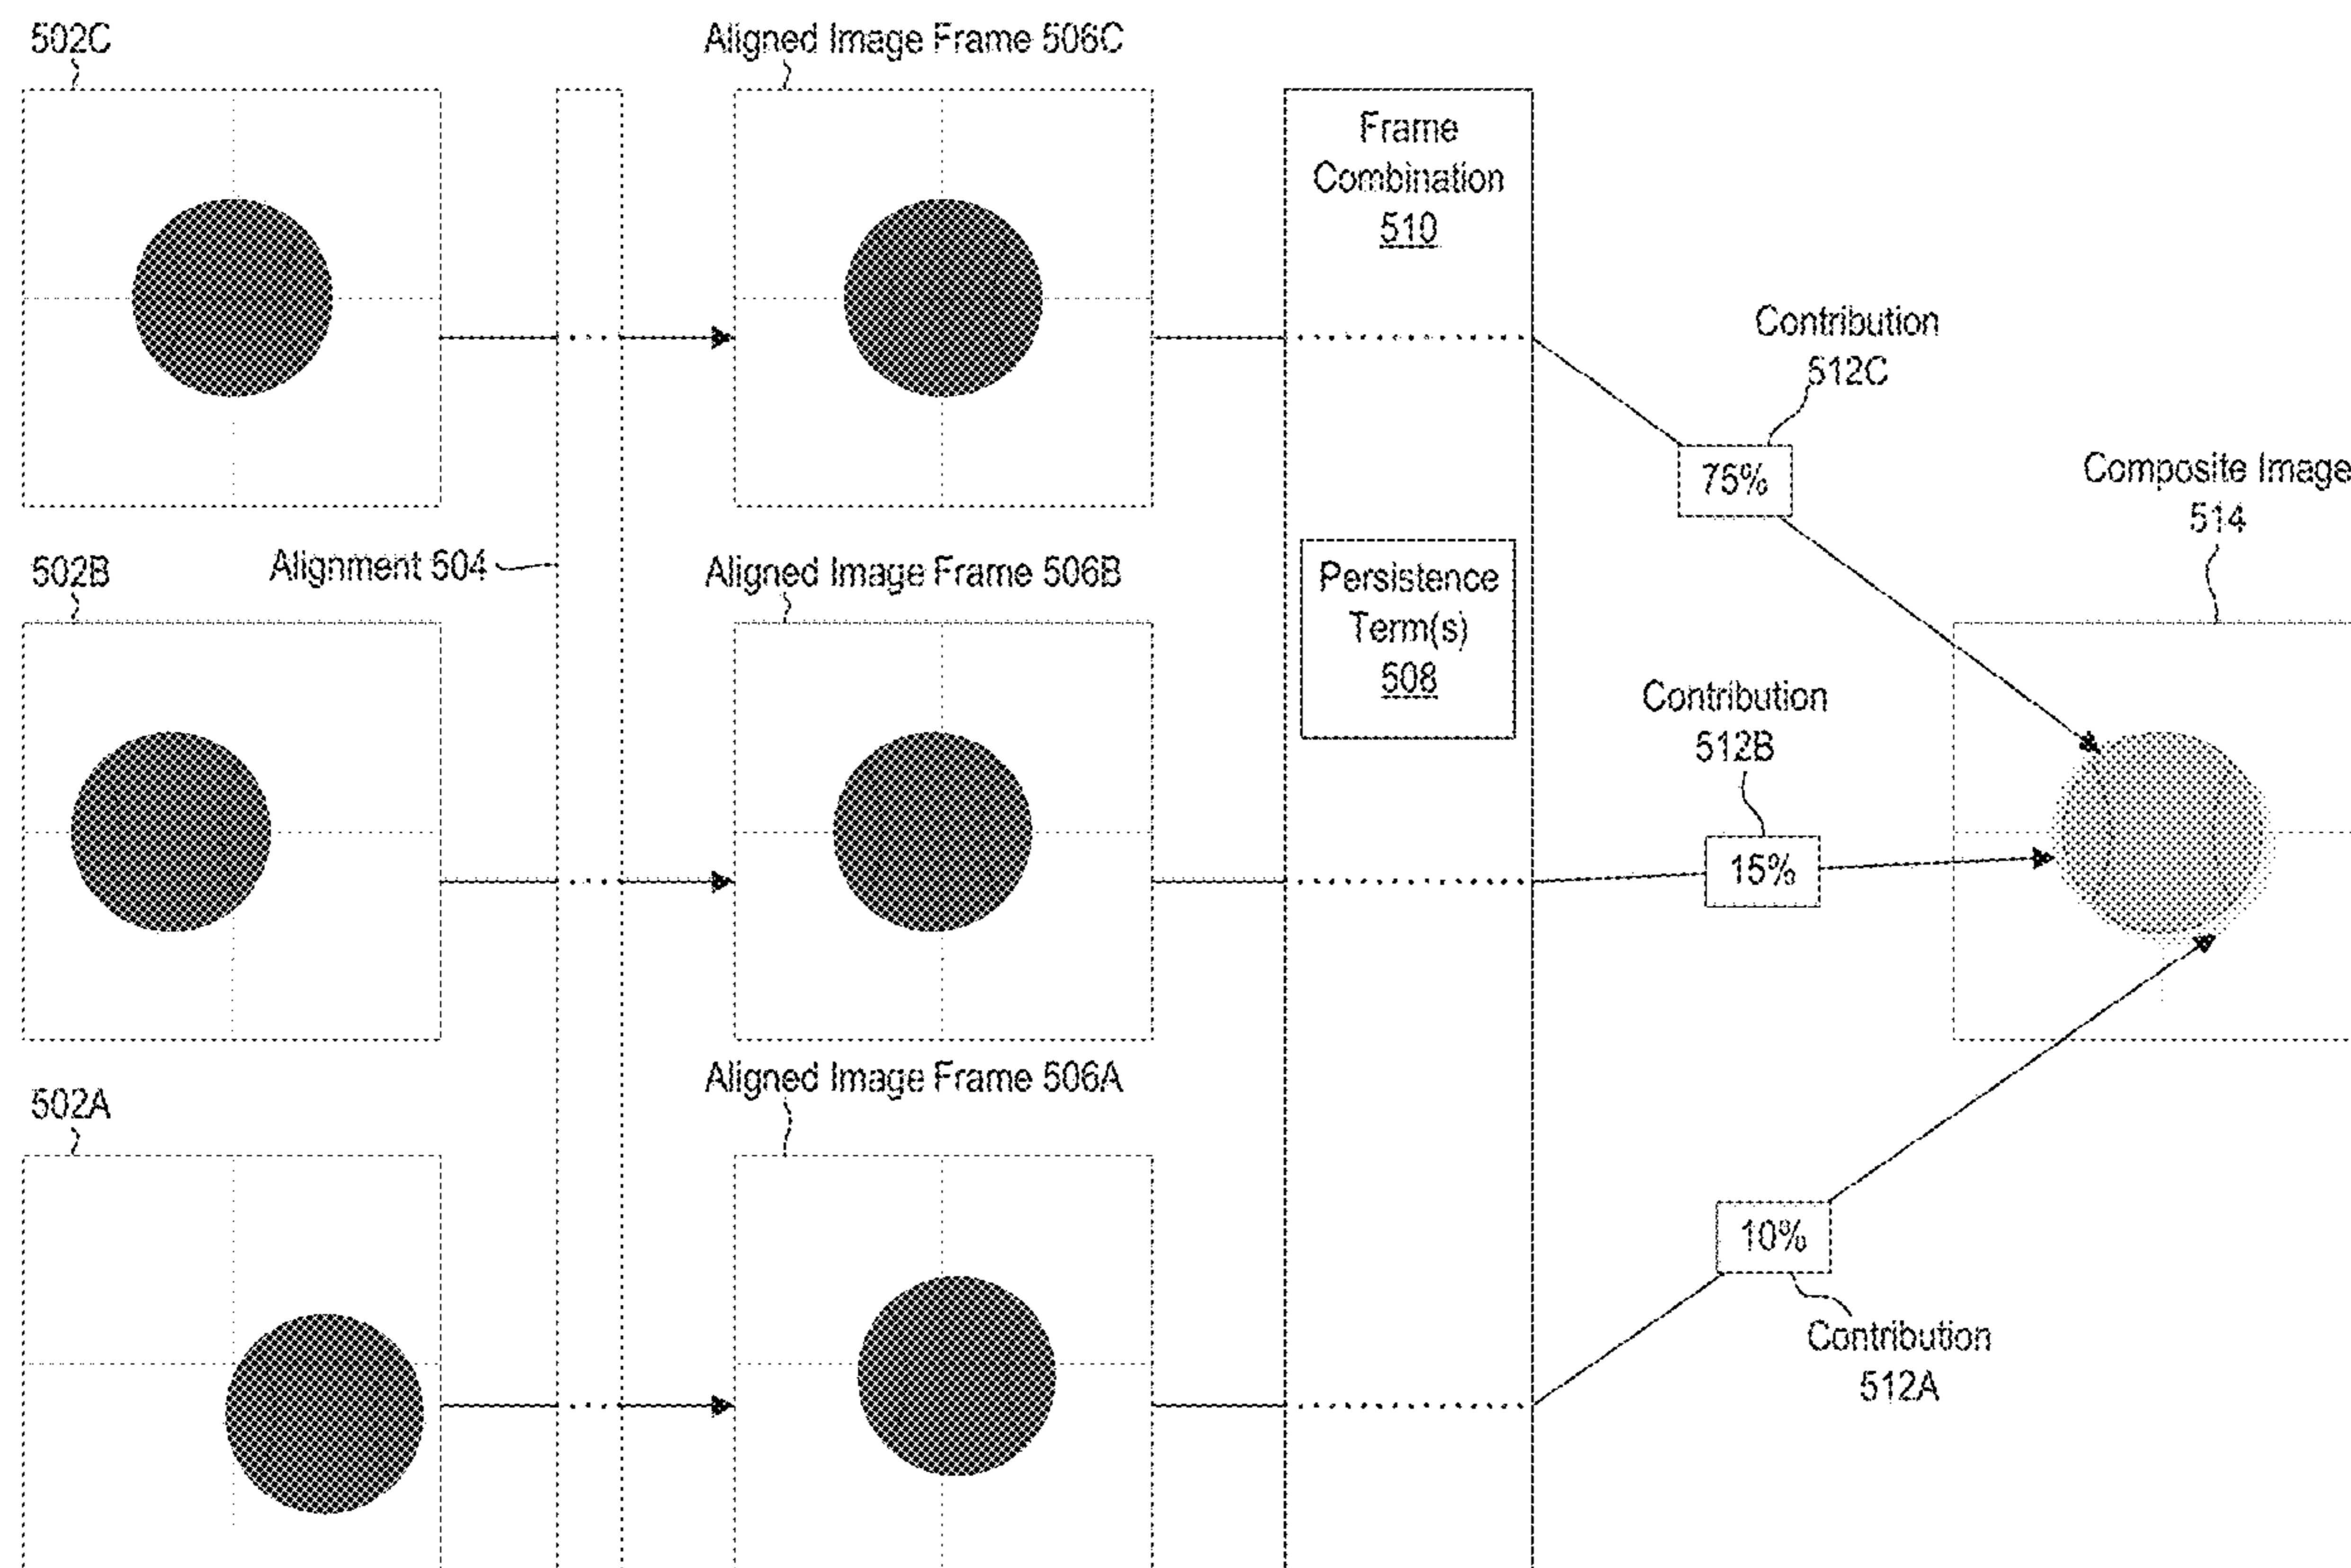 502C
Aligned Image Frame 506C
Frame
Combination
510
Contribution
512C
75%
Composite Image
514
502B
Alignment 504
Aligned Image Frame 506B
Persistence
Term(s)
508
Contribution
512B
15%
502A
Aligned Image Frame 506A
10%
Contribution
512A